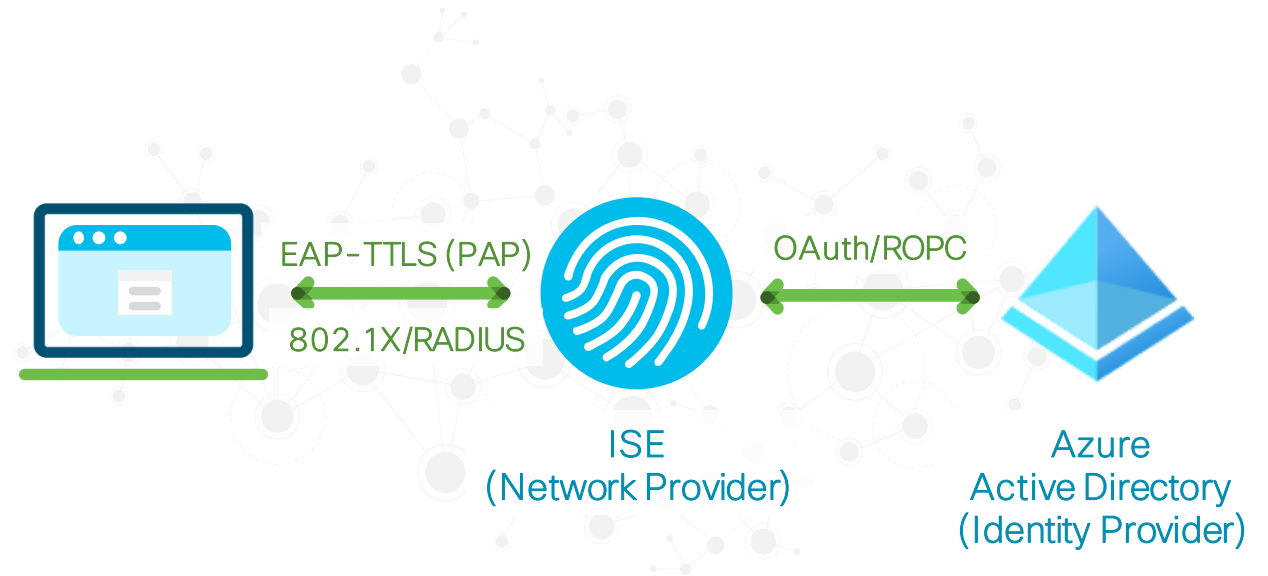 EAP-TTLS (PAP)
802.1X/RADIUS
OAuth/ROPC
ISE
(Network Provider)
Azure
Active Directory
(Identity Provider)